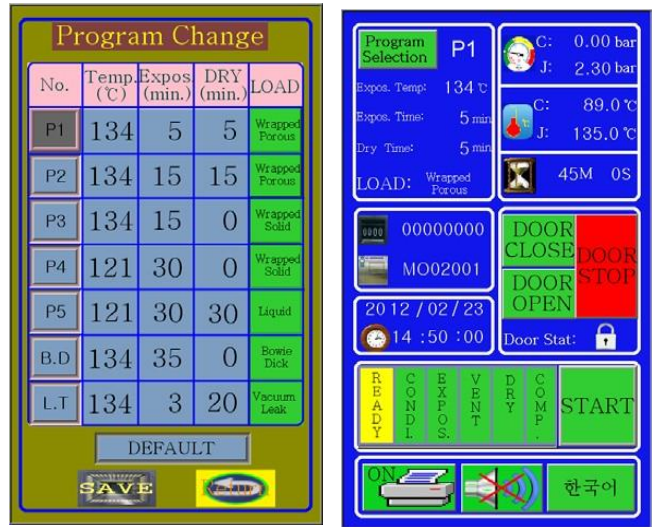 Program Change
No. Temp. (℃) Expos. (min.) DRY (min.) LOAD
P1 134 5 5 Wrapped Porous
P2 134 15 15 Wrapped Porous
P3 134 15 0 Wrapped Solid
P4 121 30 0 Wrapped Solid
P5 121 30 30 Liquid
B.D 134 35 0 Bowie Dick
L.T 134 3 20 Vacuum Leak
DEFAULT
SAVE Return
Program Selection P1
Expos. Temp: 134 ℃
Expos. Time: 5 min
Dry Time: 5 min
LOAD: Wrapped Porous
C: 0.00 bar
J: 2.30 bar
C: 89.0 ℃
J: 135.0 ℃
45M 0S
0000 00000000
MO02001
2012/02/23
14:50:00
DOOR CLOSE
DOOR OPEN
DOOR STOP
Door Stat:
READY CONDI. EXPOS. VENT DRY COMP. START
ON 한국어